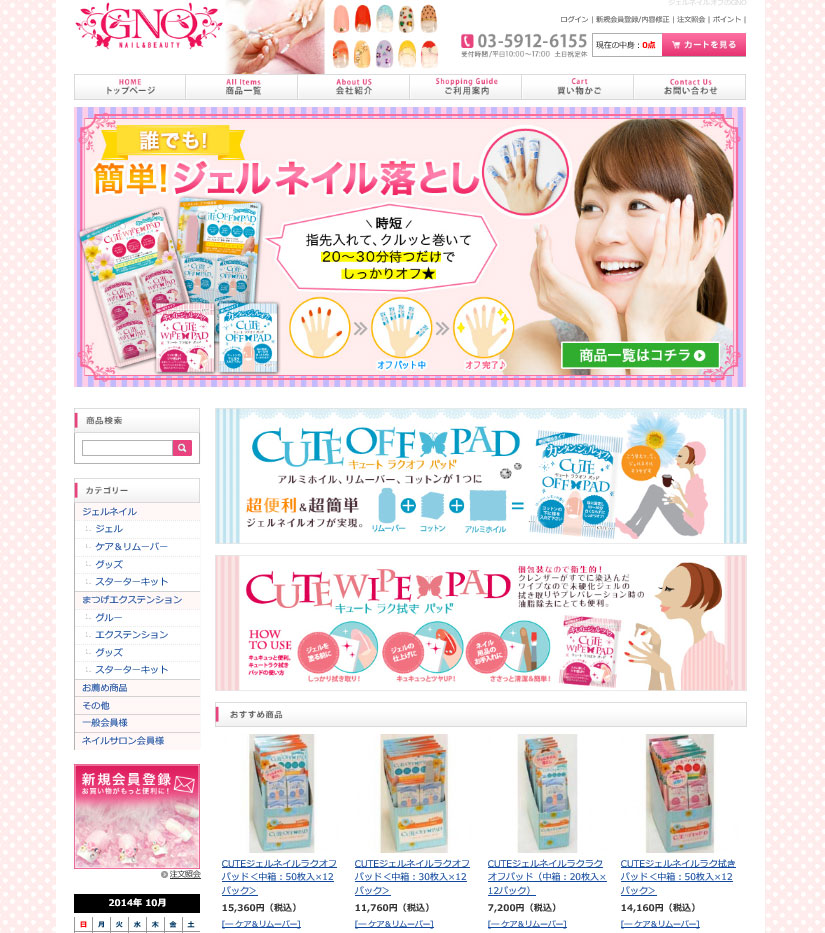 ジェルネイルオフのGNO
GNO
NAIL&BEAUTY
ログイン | 新規会員登録/内容修正 | 注文照会 | ポイント |
03-5912-6155
受付時間/平日10:00〜17:00 土日祝定休
現在の中身：0点
カートを見る
HOME
トップページ
All Items
商品一覧
About US
会社紹介
Shopping Guide
ご利用案内
Cart
買い物かご
Contact Us
お問い合わせ
誰でも!
簡単!ジェルネイル落とし
時短
指先入れて、クルッと巻いて
20〜30分待つだけで
しっかりオフ★
CUTE WIPE PAD
CUTE OFF PAD
CUTE
WIPE PAD
CUTE
OFF PAD
オフパット中
オフ完了♪
商品一覧はコチラ
商品検索
カテゴリー
ジェルネイル
ジェル
ケア＆リムーバー
グッズ
スターターキット
まつげエクステンション
グルー
エクステンション
グッズ
スターターキット
お薦め商品
その他
一般会員様
ネイルサロン会員様
新規会員登録
お買い物がもっと便利に！
注文照会
2014年 10月
日 月 火 水 木 金 土
CUTE OFF PAD
キュート ラクオフ パッド
アルミホイル、リムーバー、コットンが１つに
超便利＆超簡単
ジェルネイルオフが実現。
リムーバー
コットン
アルミホイル
カンタンジェルオフ!
CUTE
OFF PAD
CUTE WIPE PAD
キュート ラク拭き パッド
個包装なので衛生的！
クレンザーがすでに染込んだ
ワイプなので未硬化ジェルの
拭き取りやプレパレーション時の
油脂除去にとても便利。
HOW
TO USE
キュキュっと便利。
キュートラク拭き
パッドの使い方
ジェルを
塗る前に
しっかり拭き取り！
ジェルの
仕上げに
キュキュっとツヤUP！
ネイル
用品の
お手入れに
ささっと清潔＆簡単！
CUTE
WIPE PAD
おすすめ商品
CUTEジェルネイルラクオフ
パッド＜中箱：50枚入×12
パック＞
15,360円（税込）
[― ケア＆リムーバー]
CUTEジェルネイルラクオフ
パッド＜中箱：30枚入×12
パック＞
11,760円（税込）
[― ケア＆リムーバー]
CUTEジェルネイルラクラク
オフパッド（中箱：20枚入×
12パック）
7,200円（税込）
[― ケア＆リムーバー]
CUTEジェルネイルラク拭き
パッド＜中箱：50枚入×12
パック＞
14,160円（税込）
[― ケア＆リムーバー]